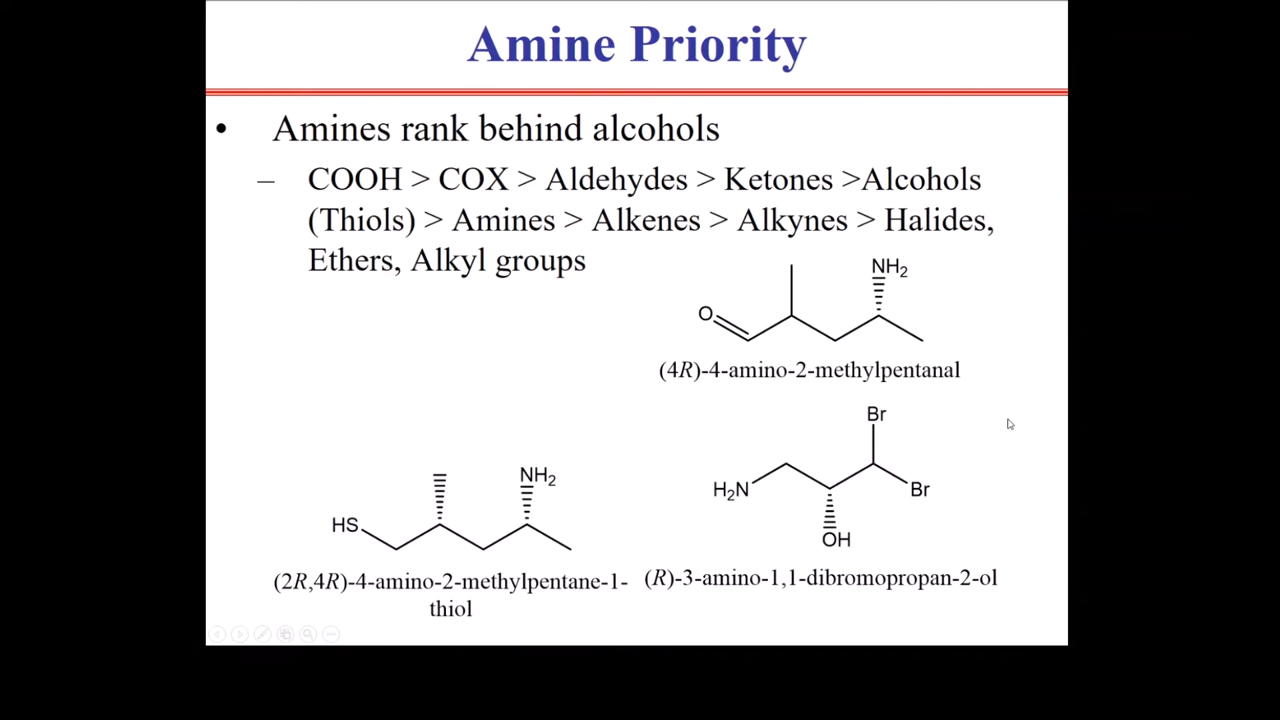 Amine Priority
• Amines rank behind alcohols
– COOH > COX > Aldehydes > Ketones >Alcohols
(Thiols) > Amines > Alkenes > Alkynes > Halides,
Ethers, Alkyl groups
NH2
O
(4R)-4-amino-2-methylpentanal
Br
H2N
Br
OH
(R)-3-amino-1,1-dibromopropan-2-ol
NH2
HS
(2R,4R)-4-amino-2-methylpentane-1-
thiol